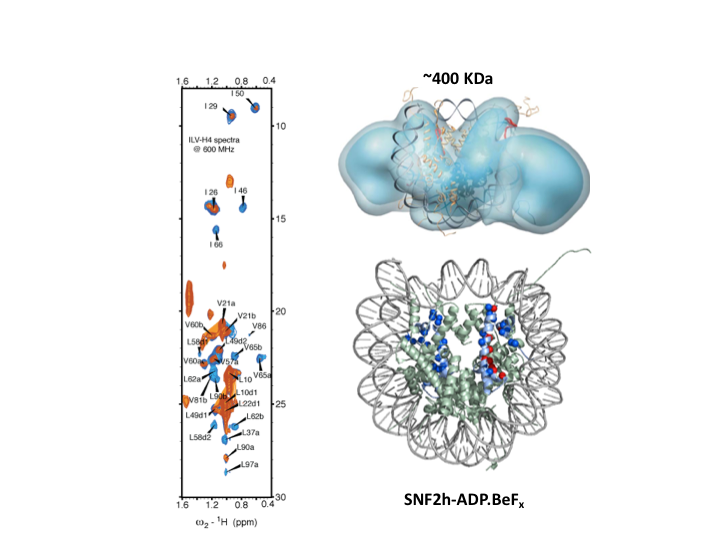 ~400 KDa
1.6 1.2 0.8 0.4
I 50
I 29
10
ILV-H4 spectra
@ 600 MHz
I 26
I 46
15
I 66
20
V21a
V21b
V60b
V86
L58d1
L49d2
V65b
V60a
V57a
V65a
L62a
L10
V81b
L90b
L10d1
L22d1
25
L49d1
L62b
L58d2
L37a
L90a
L97a
30
1.6 1.2 0.8 0.4
ω₂ - ¹H (ppm)
SNF2h-ADP.BeFₓ